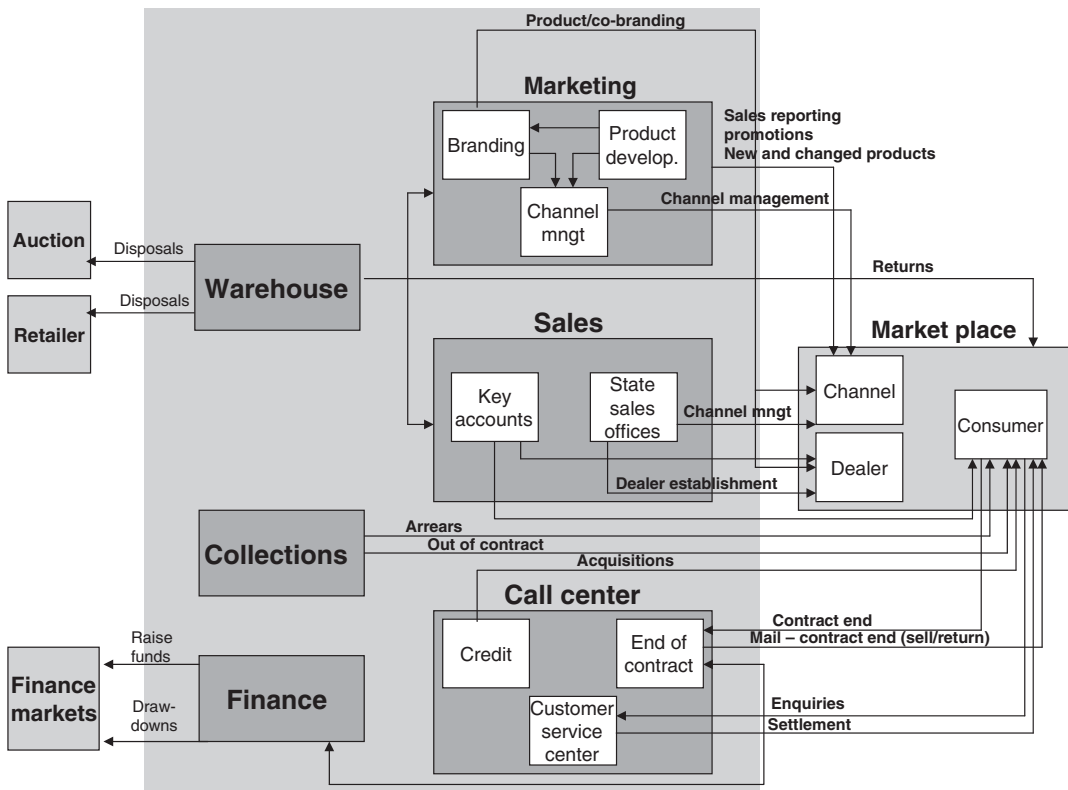 Product/co-branding
Marketing
Branding
Product
develop.
Channel
mngt
Sales reporting
promotions
New and changed products
Channel management
Auction
Disposals
Warehouse
Returns
Disposals
Retailer
Sales
Market place
Key
accounts
State
sales
offices
Channel mngt
Channel
Consumer
Dealer
Dealer establishment
Collections
Arrears
Out of contract
Acquisitions
Call center
Credit
End of
contract
Contract end
Mail – contract end (sell/return)
Raise
funds
Finance
markets
Finance
Draw-
downs
Customer
service
center
Enquiries
Settlement